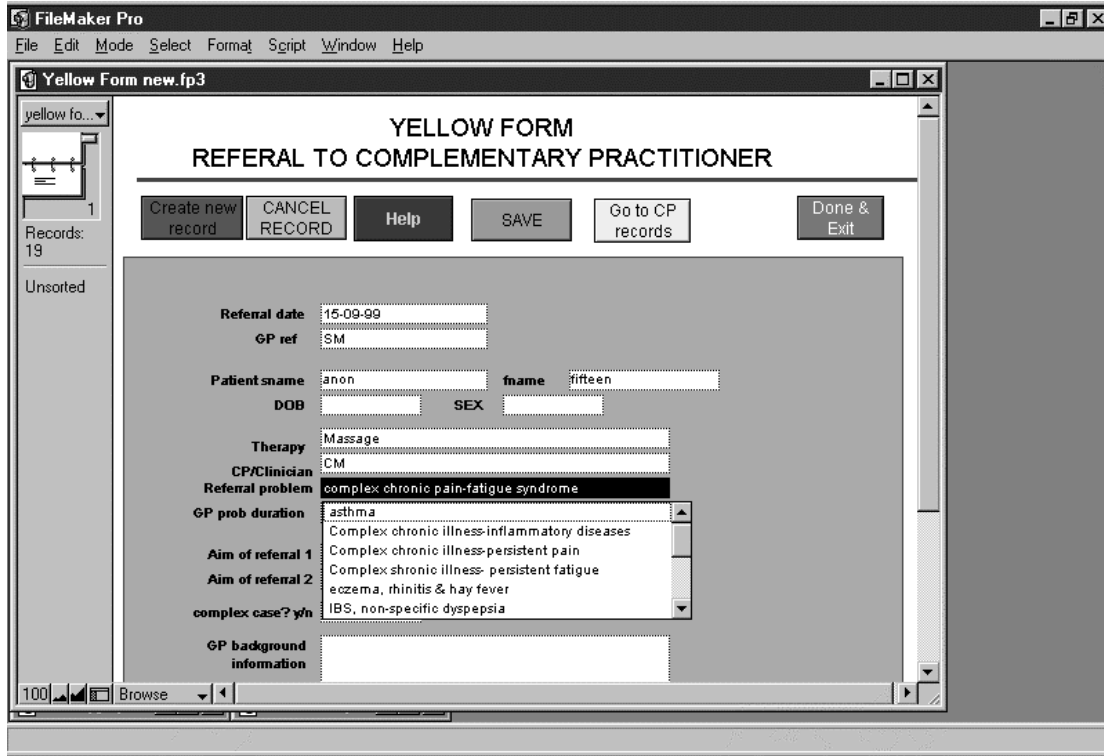 FileMaker Pro
File Edit Mode Select Format Script Window Help
Yellow Form new.fp3
yellow fo...
1
Records:
19
Unsorted
YELLOW FORM
REFERAL TO COMPLEMENTARY PRACTITIONER
Create new
record
CANCEL
RECORD
Help
SAVE
Go to CP
records
Done &
Exit
Referral date 15-09-99
GP ref SM
Patient sname anon fname fifteen
DOB SEX
Therapy Massage
CP/Clinician CM
Referral problem complex chronic pain-fatigue syndrome
GP prob duration asthma
Complex chronic illness-inflammatory diseases
Complex chronic illness-persistent pain
Aim of referral 1
Complex shronic illness- persistent fatigue
Aim of referral 2
eczema, rhinitis & hay fever
complex case? y/n IBS, non-specific dyspepsia
GP background
information
100 Browse